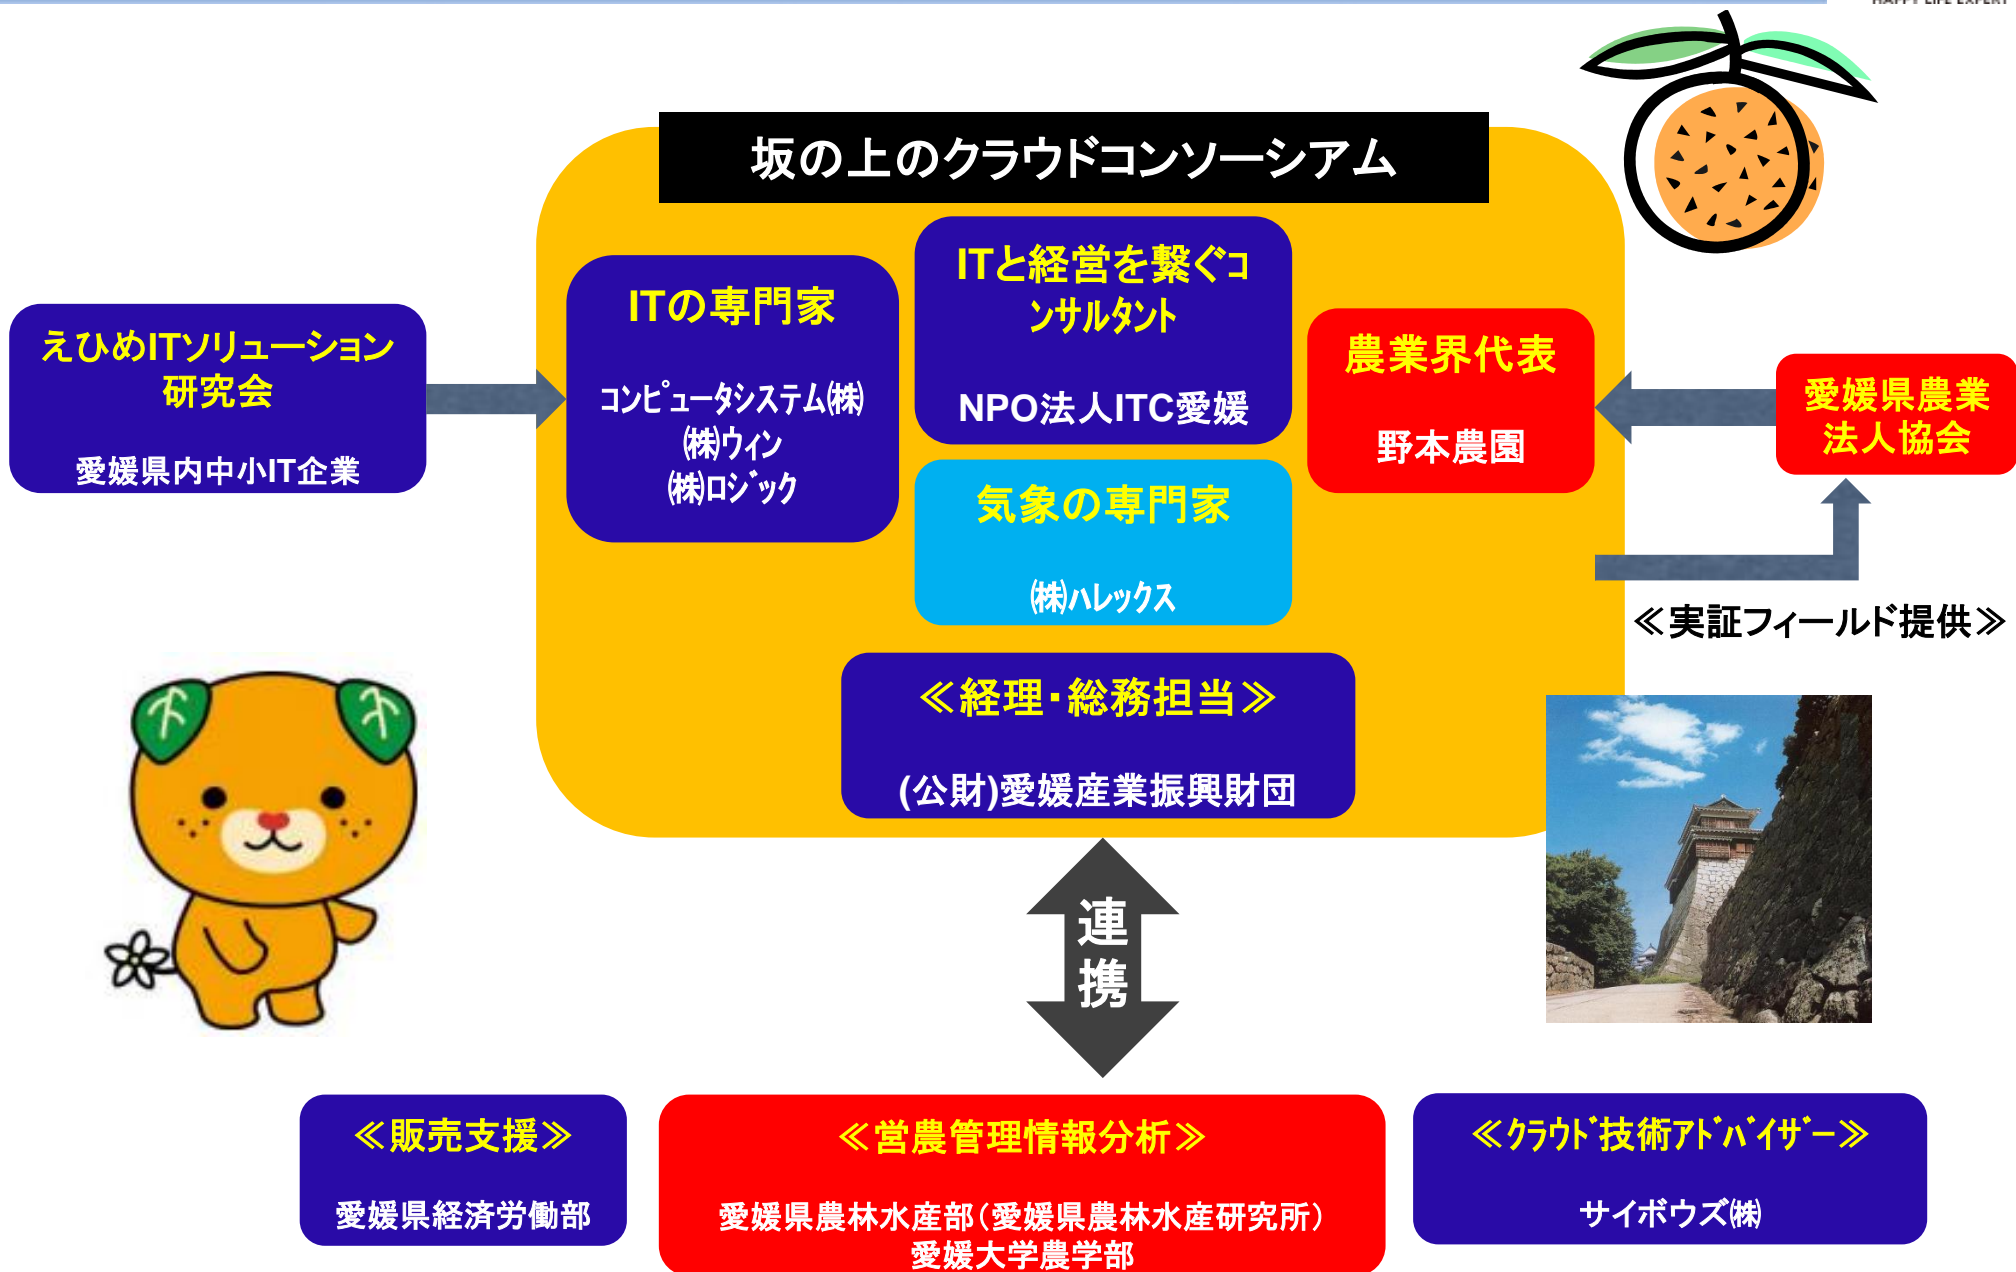 HAPPY LIFE EXPERT
坂の上のクラウドコンソーシアム
えひめITソリューション
研究会
愛媛県内中小IT企業
ITの専門家
コンピュータシステム㈱
㈱ウィン
㈱ロジック
ITと経営を繋ぐコ
ンサルタント
NPO法人ITC愛媛
気象の専門家
㈱ハレックス
農業界代表
野本農園
愛媛県農業
法人協会
≪実証フィールド提供≫
≪経理・総務担当≫
(公財)愛媛産業振興財団
連
携
≪販売支援≫
愛媛県経済労働部
≪営農管理情報分析≫
愛媛県農林水産部（愛媛県農林水産研究所）
愛媛大学農学部
≪クラウド技術アドバイザー≫
サイボウズ㈱